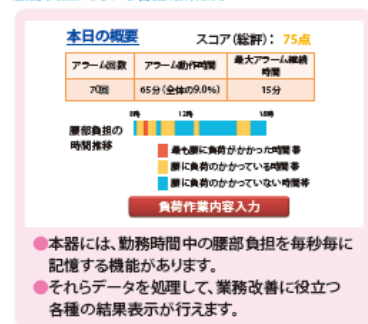 本日の概要 スコア(総評): 75点
アラーム回数 アラーム動作時間 最大アラーム継続時間
70回 65分(全体の9.0%) 15分
0時 12時 18時
腰部負担の
時間推移
最も腰に負荷がかかった時間帯
腰に負荷のかかっている時間帯
腰に負荷のかかっていない時間帯
負荷作業内容入力
●本器には、勤務時間中の腰部負担を毎秒毎に
記憶する機能があります。
●それらデータを処理して、業務改善に役立つ
各種の結果表示が行えます。